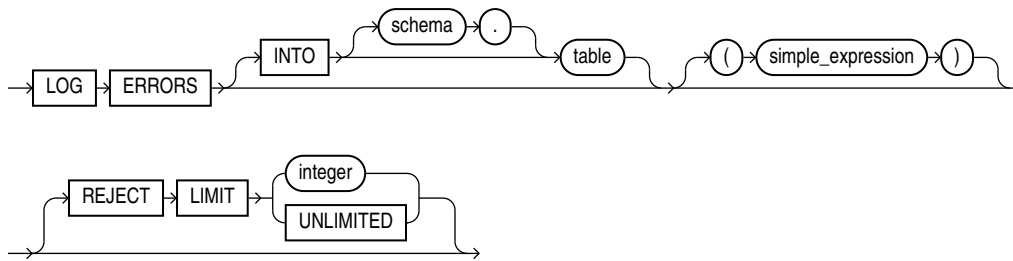 schema .
INTO table ( simple_expression )
LOG ERRORS
integer
REJECT LIMIT
UNLIMITED